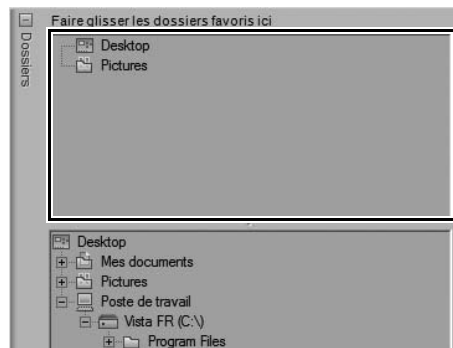 Faire glisser les dossiers favoris ici
Dossiers
Desktop
Pictures
Desktop
Mes documents
Pictures
Poste de travail
Vista FR (C:\)
Program Files